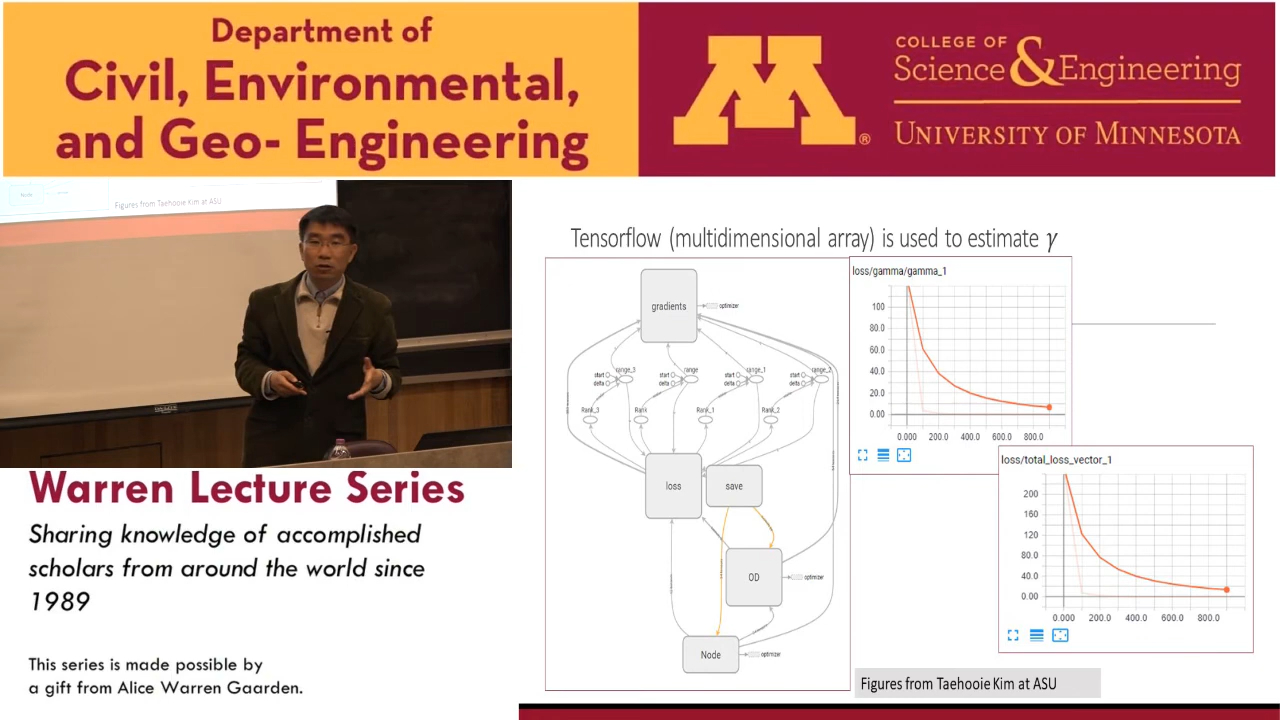 Department of
Civil, Environmental,
and Geo- Engineering
M®
COLLEGE OF
Science & Engineering
UNIVERSITY OF MINNESOTA
Figures from Taehooie Kim at ASU
Warren Lecture Series
Sharing knowledge of accomplished
scholars from around the world since
1989
This series is made possible by
a gift from Alice Warren Gaarden.
Tensorflow (multidimensional array) is used to estimate γ
gradients
optimizer
start
delta
range_3
start
delta
range
start
delta
range_1
start
delta
range_2
Rank_3
Rank
Rank_1
Rank_2
loss
save
OD
optimizer
Node
optimizer
loss/gamma/gamma_1
100
80.0
60.0
40.0
20.0
0.00
0.000 200.0 400.0 600.0 800.0
loss/total_loss_vector_1
200
160
120
80.0
40.0
0.00
0.000 200.0 400.0 600.0 800.0
Figures from Taehooie Kim at ASU